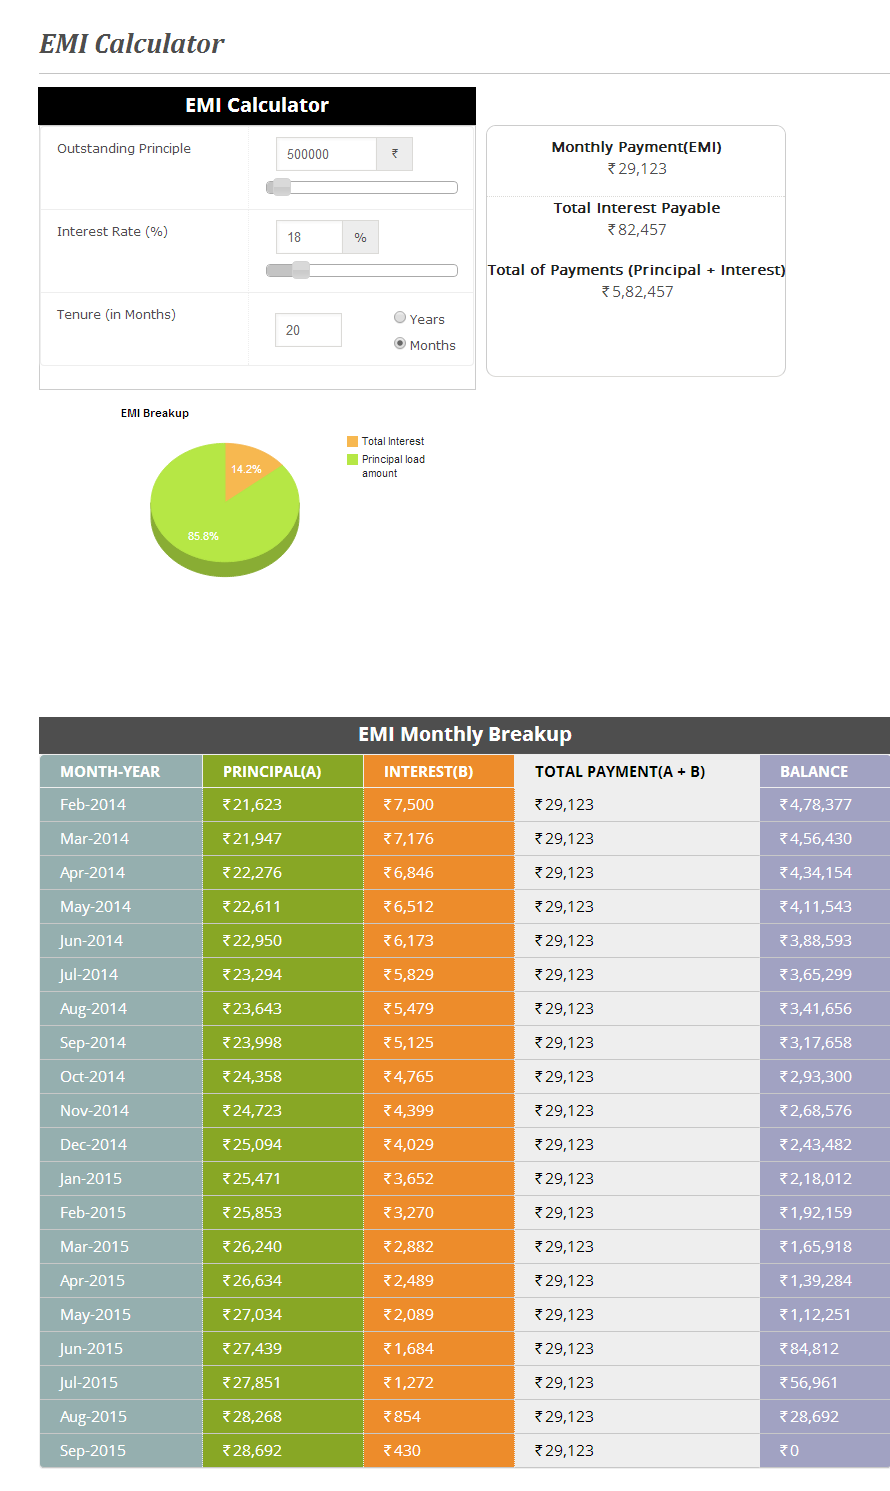 EMI Calculator
EMI Calculator
Outstanding Principle
500000 ₹
Interest Rate (%)
18 %
Tenure (in Months)
20
Years
Months
Monthly Payment(EMI)
₹29,123
Total Interest Payable
₹82,457
Total of Payments (Principal + Interest)
₹5,82,457
EMI Breakup
14.2%
85.8%
Total Interest
Principal load
amount
EMI Monthly Breakup
MONTH-YEAR PRINCIPAL(A) INTEREST(B) TOTAL PAYMENT(A + B) BALANCE
Feb-2014 ₹21,623 ₹7,500 ₹29,123 ₹4,78,377
Mar-2014 ₹21,947 ₹7,176 ₹29,123 ₹4,56,430
Apr-2014 ₹22,276 ₹6,846 ₹29,123 ₹4,34,154
May-2014 ₹22,611 ₹6,512 ₹29,123 ₹4,11,543
Jun-2014 ₹22,950 ₹6,173 ₹29,123 ₹3,88,593
Jul-2014 ₹23,294 ₹5,829 ₹29,123 ₹3,65,299
Aug-2014 ₹23,643 ₹5,479 ₹29,123 ₹3,41,656
Sep-2014 ₹23,998 ₹5,125 ₹29,123 ₹3,17,658
Oct-2014 ₹24,358 ₹4,765 ₹29,123 ₹2,93,300
Nov-2014 ₹24,723 ₹4,399 ₹29,123 ₹2,68,576
Dec-2014 ₹25,094 ₹4,029 ₹29,123 ₹2,43,482
Jan-2015 ₹25,471 ₹3,652 ₹29,123 ₹2,18,012
Feb-2015 ₹25,853 ₹3,270 ₹29,123 ₹1,92,159
Mar-2015 ₹26,240 ₹2,882 ₹29,123 ₹1,65,918
Apr-2015 ₹26,634 ₹2,489 ₹29,123 ₹1,39,284
May-2015 ₹27,034 ₹2,089 ₹29,123 ₹1,12,251
Jun-2015 ₹27,439 ₹1,684 ₹29,123 ₹84,812
Jul-2015 ₹27,851 ₹1,272 ₹29,123 ₹56,961
Aug-2015 ₹28,268 ₹854 ₹29,123 ₹28,692
Sep-2015 ₹28,692 ₹430 ₹29,123 ₹0